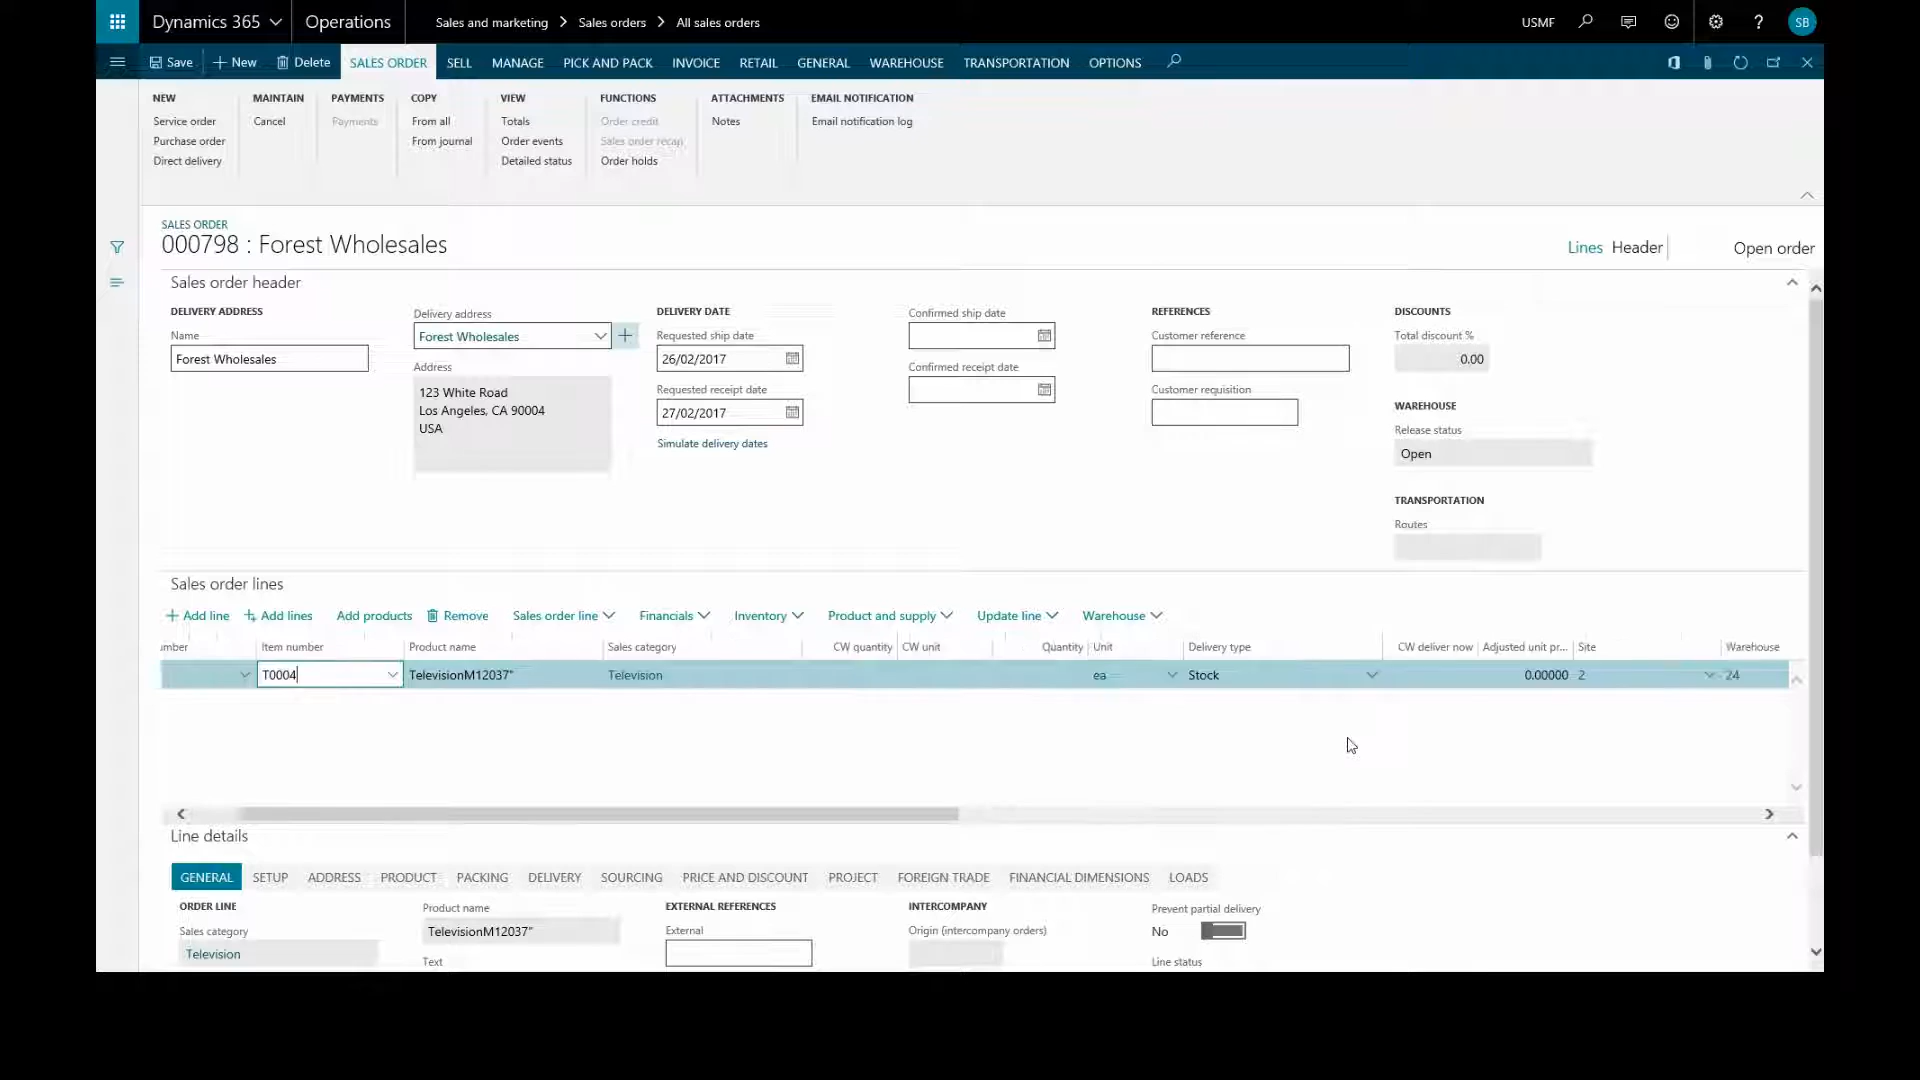 Dynamics 365 Operations Sales and marketing Sales orders All sales orders USMF SB
Save New Delete SALES ORDER SELL MANAGE PICK AND PACK INVOICE RETAIL GENERAL WAREHOUSE TRANSPORTATION OPTIONS
NEW MAINTAIN PAYMENTS COPY VIEW FUNCTIONS ATTACHMENTS EMAIL NOTIFICATION
Service order Cancel Payments From all Totals Order credit Notes Email notification log
Purchase order From journal Order events Sales order recap
Direct delivery Detailed status Order holds
SALES ORDER
000798 : Forest Wholesales
Lines Header Open order
Sales order header
DELIVERY ADDRESS Delivery address DELIVERY DATE Confirmed ship date REFERENCES DISCOUNTS
Name Forest Wholesales Requested ship date Customer reference Total discount %
Forest Wholesales 26/02/2017 0.00
Address Confirmed receipt date
123 White Road Requested receipt date Customer requisition
Los Angeles, CA 90004 27/02/2017 WAREHOUSE
USA Release status
Simulate delivery dates Open
TRANSPORTATION
Routes
Sales order lines
Add line Add lines Add products Remove Sales order line Financials Inventory Product and supply Update line Warehouse
umber Item number Product name Sales category CW quantity CW unit Quantity Unit Delivery type CW deliver now Adjusted unit pr... Site Warehouse
T0004 TelevisionM12037" Television ea Stock 0.00000 2 24
Line details
GENERAL SETUP ADDRESS PRODUCT PACKING DELIVERY SOURCING PRICE AND DISCOUNT PROJECT FOREIGN TRADE FINANCIAL DIMENSIONS LOADS
ORDER LINE Product name EXTERNAL REFERENCES INTERCOMPANY Prevent partial delivery
Sales category TelevisionM12037" External Origin (intercompany orders) No
Television Text Line status